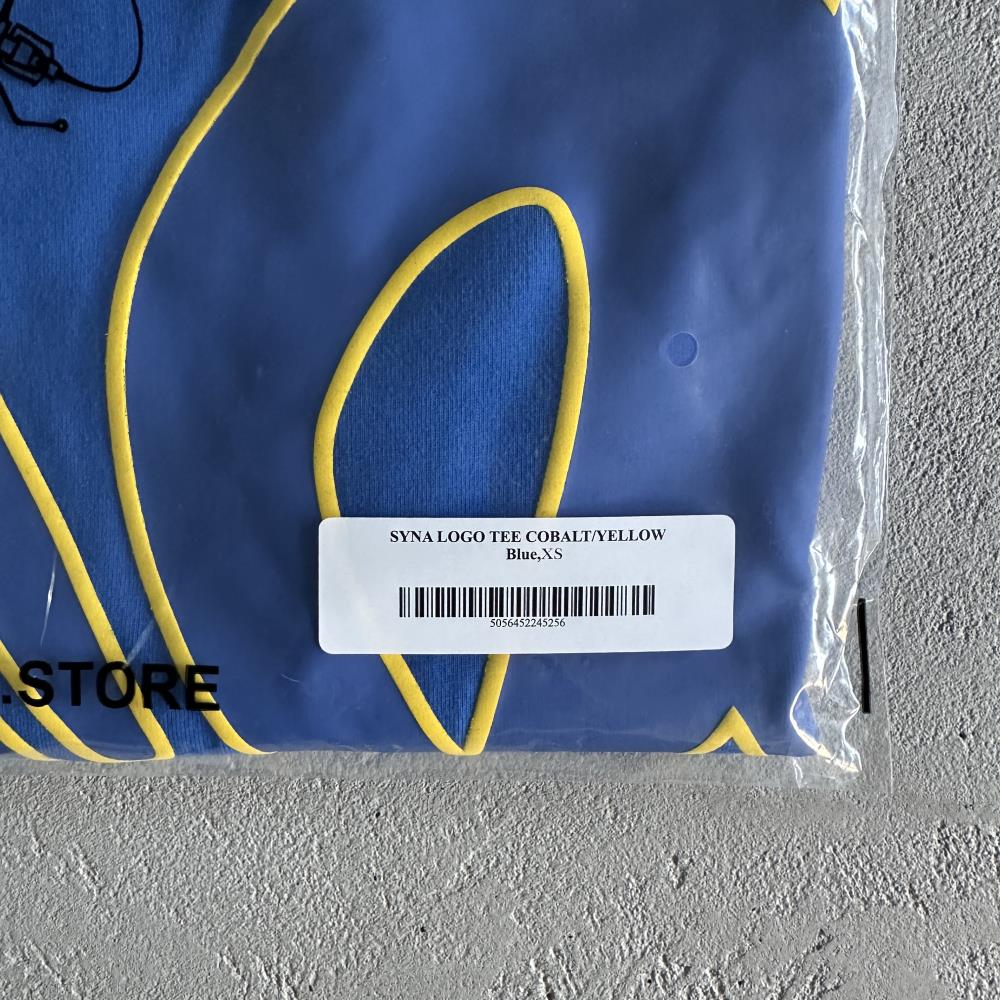 SYNA LOGO TEE COBALT/YELLOW
Blue,XS
5056452245256
.STORE